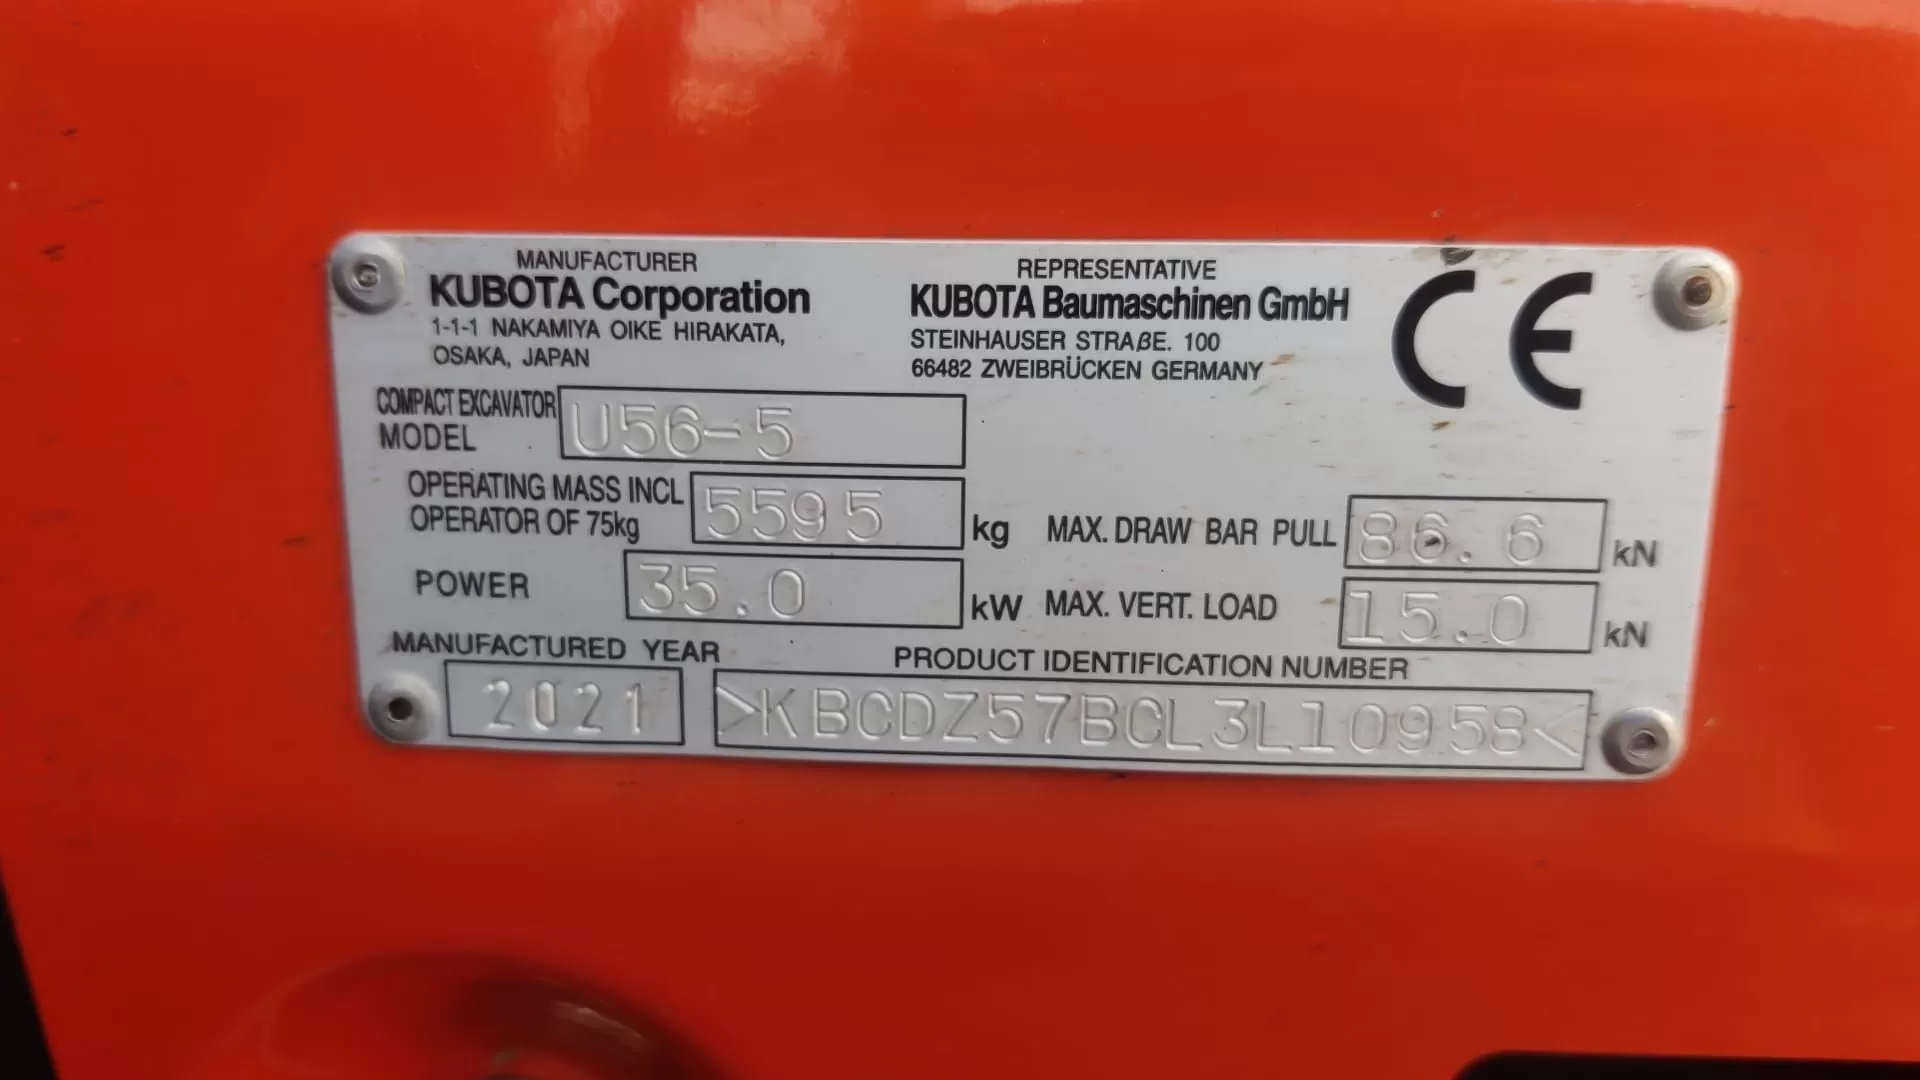 MANUFACTURER
KUBOTA Corporation
1-1-1 NAKAMIYA OIKE HIRAKATA,
OSAKA, JAPAN
REPRESENTATIVE
KUBOTA Baumaschinen GmbH
STEINHAUSER STRAßE. 100
66482 ZWEIBRÜCKEN GERMANY
CE
COMPACT EXCAVATOR
MODEL U56-5
OPERATING MASS INCL
OPERATOR OF 75kg 5595 kg
MAX. DRAW BAR PULL 86.6 kN
POWER 35.0 kW
MAX. VERT. LOAD 15.0 kN
MANUFACTURED YEAR
2021
PRODUCT IDENTIFICATION NUMBER
>KBCDZ57BCL3L10958<